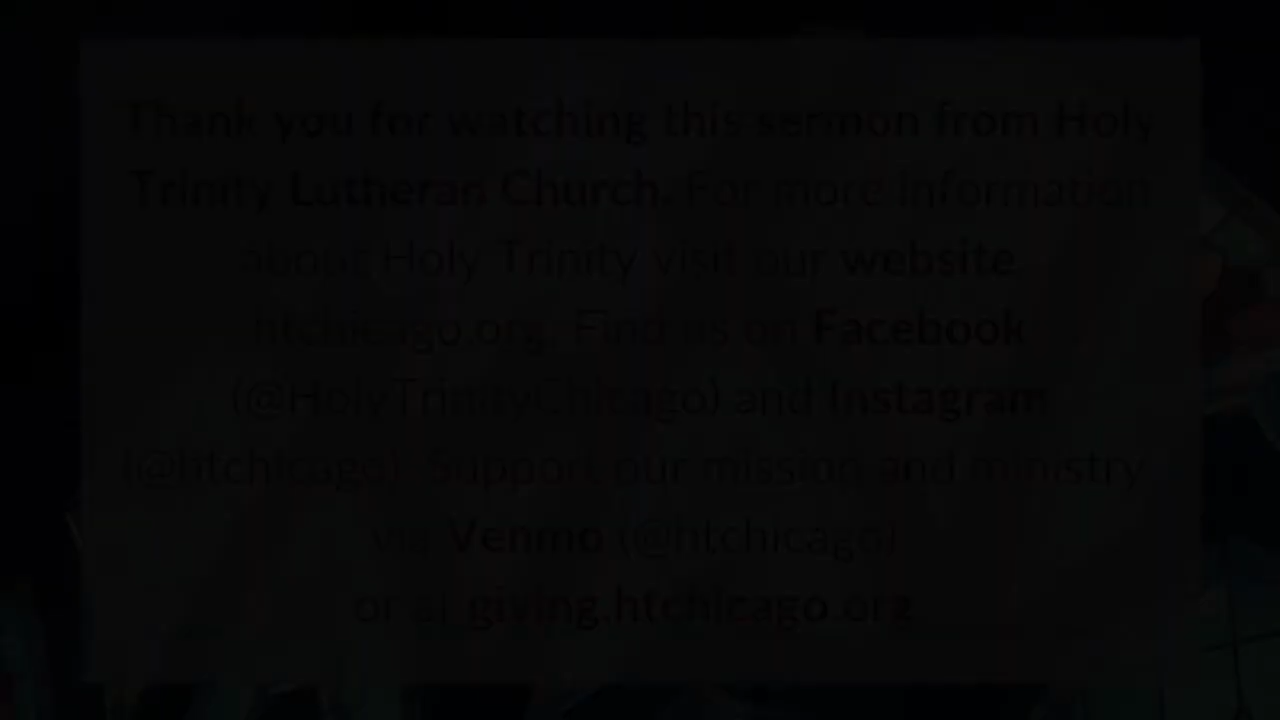 Thank you for watching this sermon from Holy
Trinity Lutheran Church. For more information
about Holy Trinity visit our website
htchicago.org. Find us on Facebook
(@HolyTrinityChicago) and Instagram
(@htchicago). Support our mission and ministry
via Venmo (@htchicago)
or at giving.htchicago.org